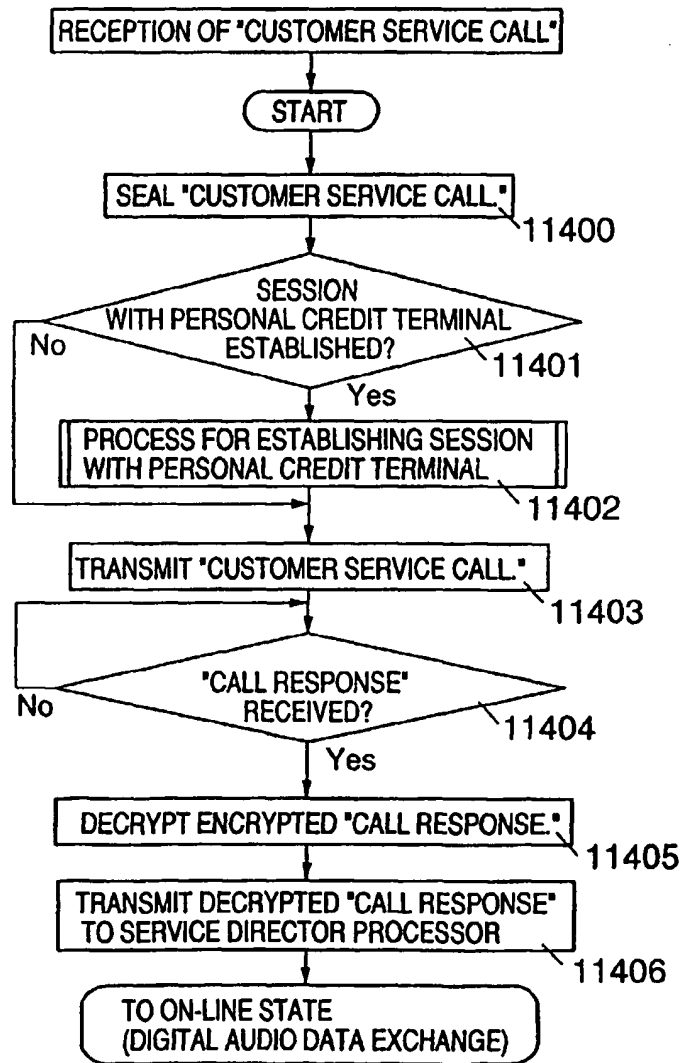 RECEPTION OF "CUSTOMER SERVICE CALL"
START
SEAL "CUSTOMER SERVICE CALL."
11400
SESSION
WITH PERSONAL CREDIT TERMINAL
ESTABLISHED?
11401
No
Yes
PROCESS FOR ESTABLISHING SESSION
WITH PERSONAL CREDIT TERMINAL
11402
TRANSMIT "CUSTOMER SERVICE CALL."
11403
"CALL RESPONSE"
RECEIVED?
11404
No
Yes
DECRYPT ENCRYPTED "CALL RESPONSE."
11405
TRANSMIT DECRYPTED "CALL RESPONSE"
TO SERVICE DIRECTOR PROCESSOR
11406
TO ON-LINE STATE
(DIGITAL AUDIO DATA EXCHANGE)